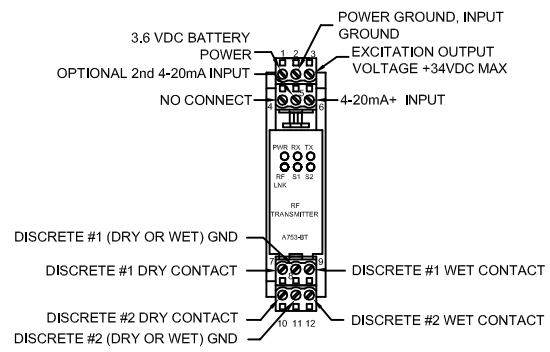 3.6 VDC BATTERY
POWER
POWER GROUND, INPUT
GROUND
1 2 3
EXCITATION OUTPUT
VOLTAGE +34VDC MAX
OPTIONAL 2nd 4-20mA INPUT
NO CONNECT
4 5 6
4-20mA+ INPUT
PWR RX TX
RF S1 S2
LNK
RF
TRANSMITTER
A753-BT
DISCRETE #1 (DRY OR WET) GND
7 8 9
DISCRETE #1 DRY CONTACT
DISCRETE #1 WET CONTACT
DISCRETE #2 DRY CONTACT
DISCRETE #2 WET CONTACT
10 11 12
DISCRETE #2 (DRY OR WET) GND